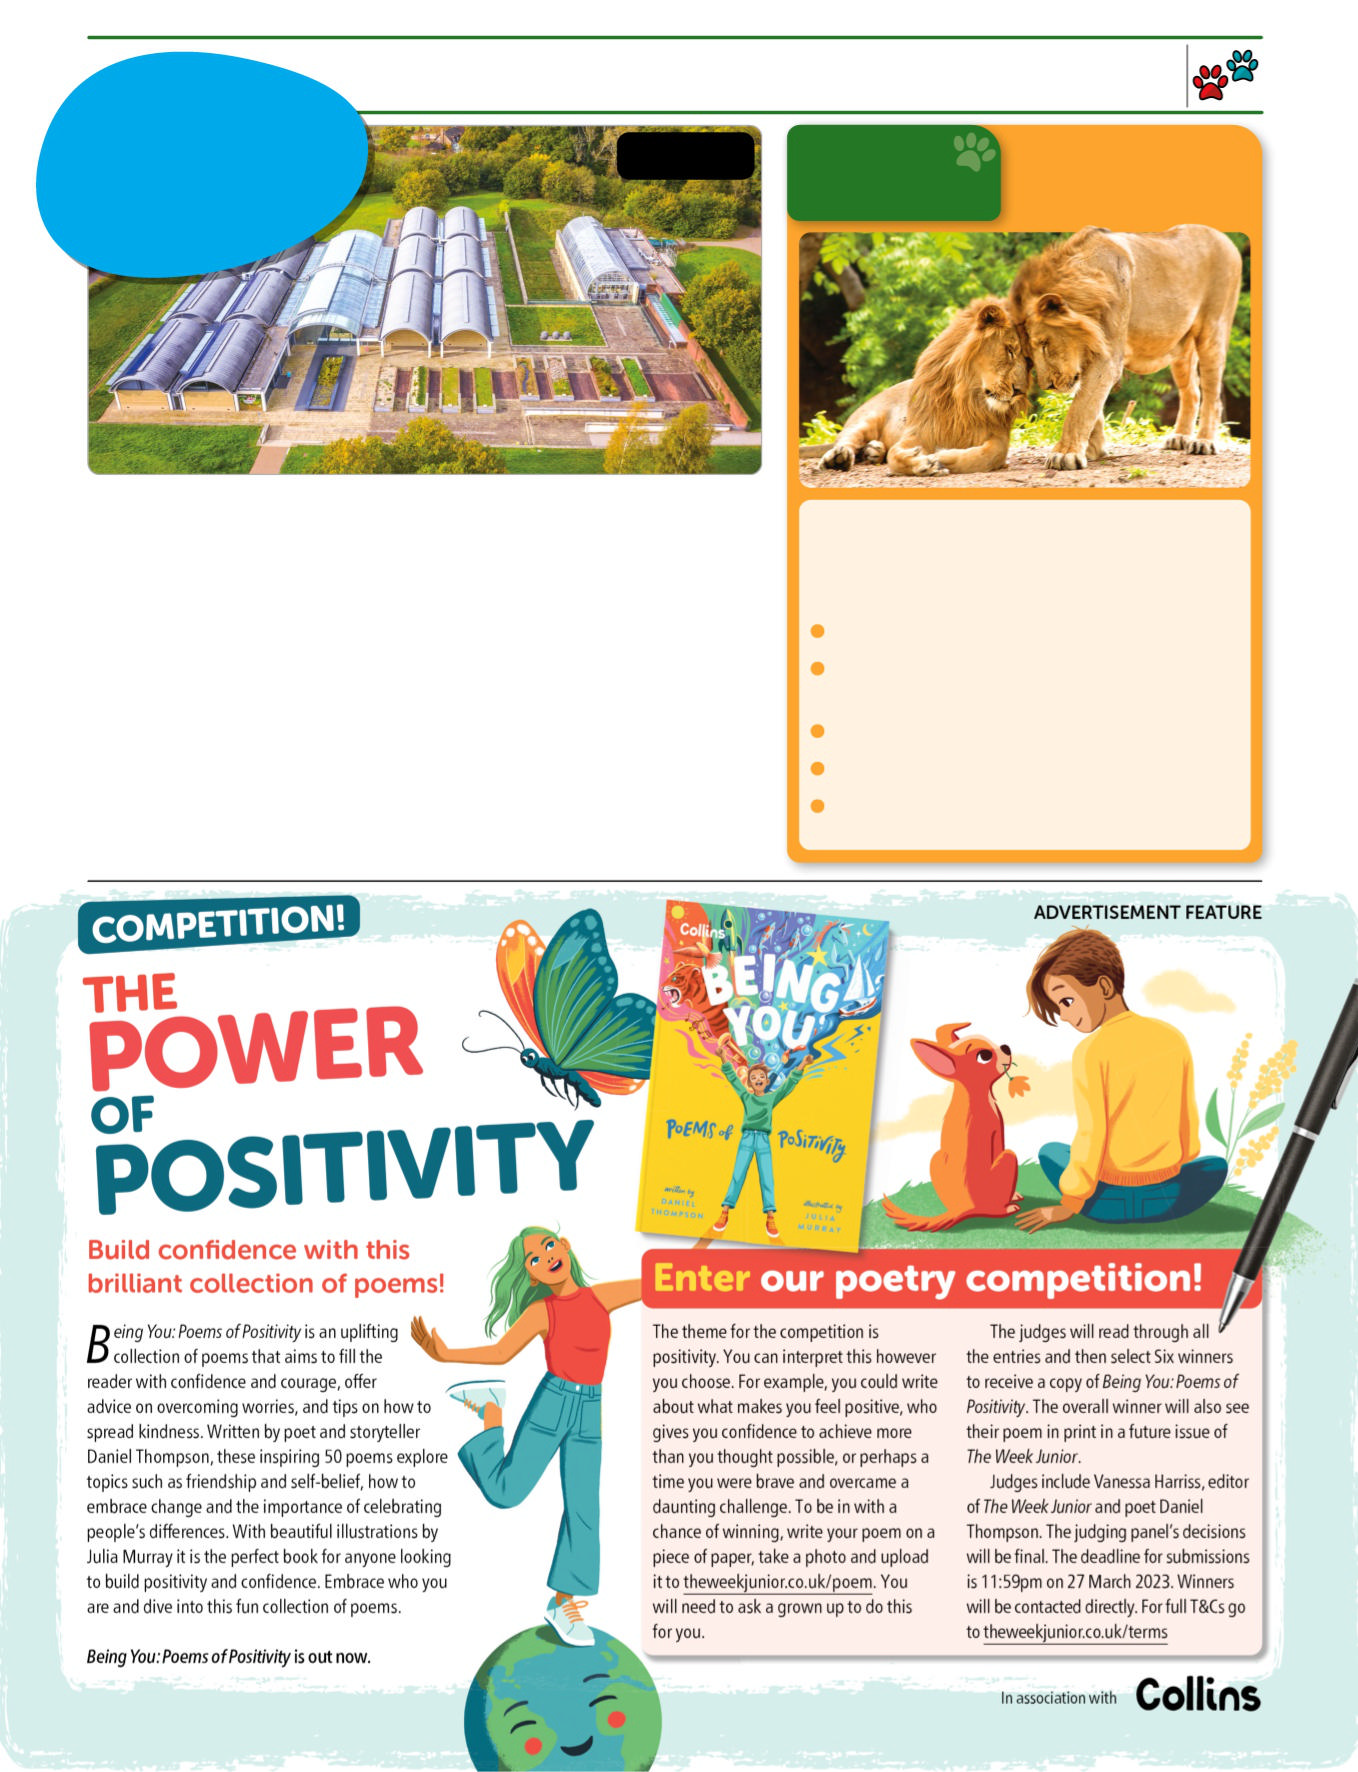 COMPETITION!
ADVERTISEMENT FEATURE
THE
POWER
OF
POSITIVITY
Collins
BEING
YOU
POEMS of
POSITIVITY
written by
DANIEL
THOMPSON
illustrated by
JULIA
MURRAY
Build confidence with this
brilliant collection of poems!
Being You: Poems of Positivity is an uplifting
collection of poems that aims to fill the
reader with confidence and courage, offer
advice on overcoming worries, and tips on how to
spread kindness. Written by poet and storyteller
Daniel Thompson, these inspiring 50 poems explore
topics such as friendship and self-belief, how to
embrace change and the importance of celebrating
people's differences. With beautiful illustrations by
Julia Murray it is the perfect book for anyone looking
to build positivity and confidence. Embrace who you
are and dive into this fun collection of poems.
Being You: Poems of Positivity is out now.
Enter our poetry competition!
The theme for the competition is
positivity. You can interpret this however
you choose. For example, you could write
about what makes you feel positive, who
gives you confidence to achieve more
than you thought possible, or perhaps a
time you were brave and overcame a
daunting challenge. To be in with a
chance of winning, write your poem on a
piece of paper, take a photo and upload
it to theweekjunior.co.uk/poem. You
will need to ask a grown up to do this
for you.
The judges will read through all
the entries and then select Six winners
to receive a copy of Being You: Poems of
Positivity. The overall winner will also see
their poem in print in a future issue of
The Week Junior.
Judges include Vanessa Harriss, editor
of The Week Junior and poet Daniel
Thompson. The judging panel's decisions
will be final. The deadline for submissions
is 11:59pm on 27 March 2023. Winners
will be contacted directly. For full T&Cs go
to theweekjunior.co.uk/terms
In association with Collins